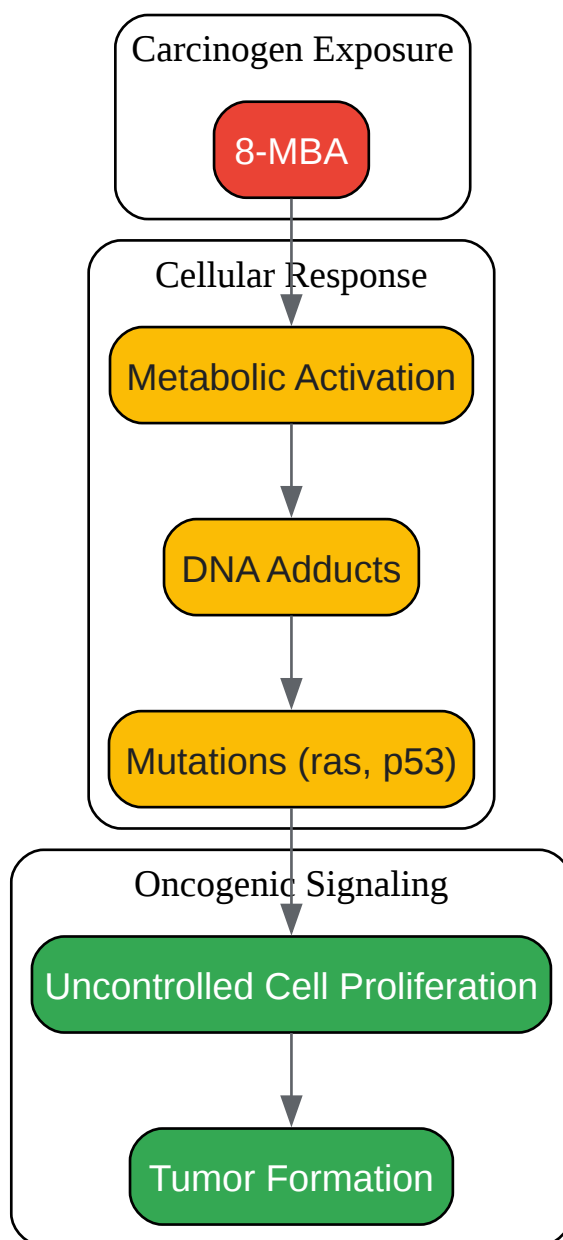 Carcinogen Exposure
8-MBA
Cellular Response
Metabolic Activation
DNA Adducts
Mutations (ras, p53)
Oncogenic Signaling
Uncontrolled Cell Proliferation
Tumor Formation